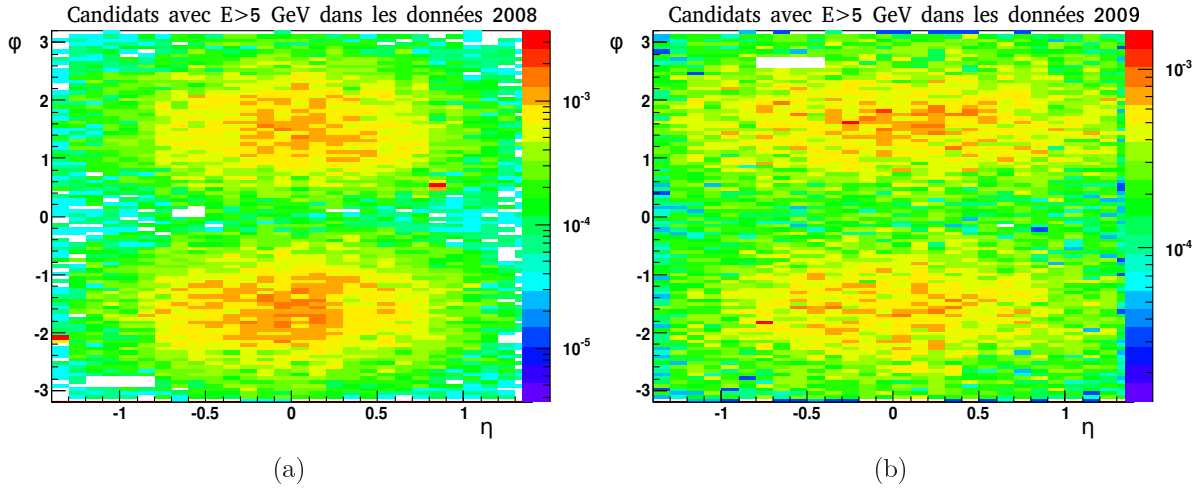 Candidats avec E>5 GeV dans les données 2008
φ
3
2
1
0
-1
-2
-3
-1 -0.5 0 0.5 1
η
10⁻³
10⁻⁴
10⁻⁵
(a)
Candidats avec E>5 GeV dans les données 2009
φ
3
2
1
0
-1
-2
-3
-1 -0.5 0 0.5 1
η
10⁻³
10⁻⁴
(b)